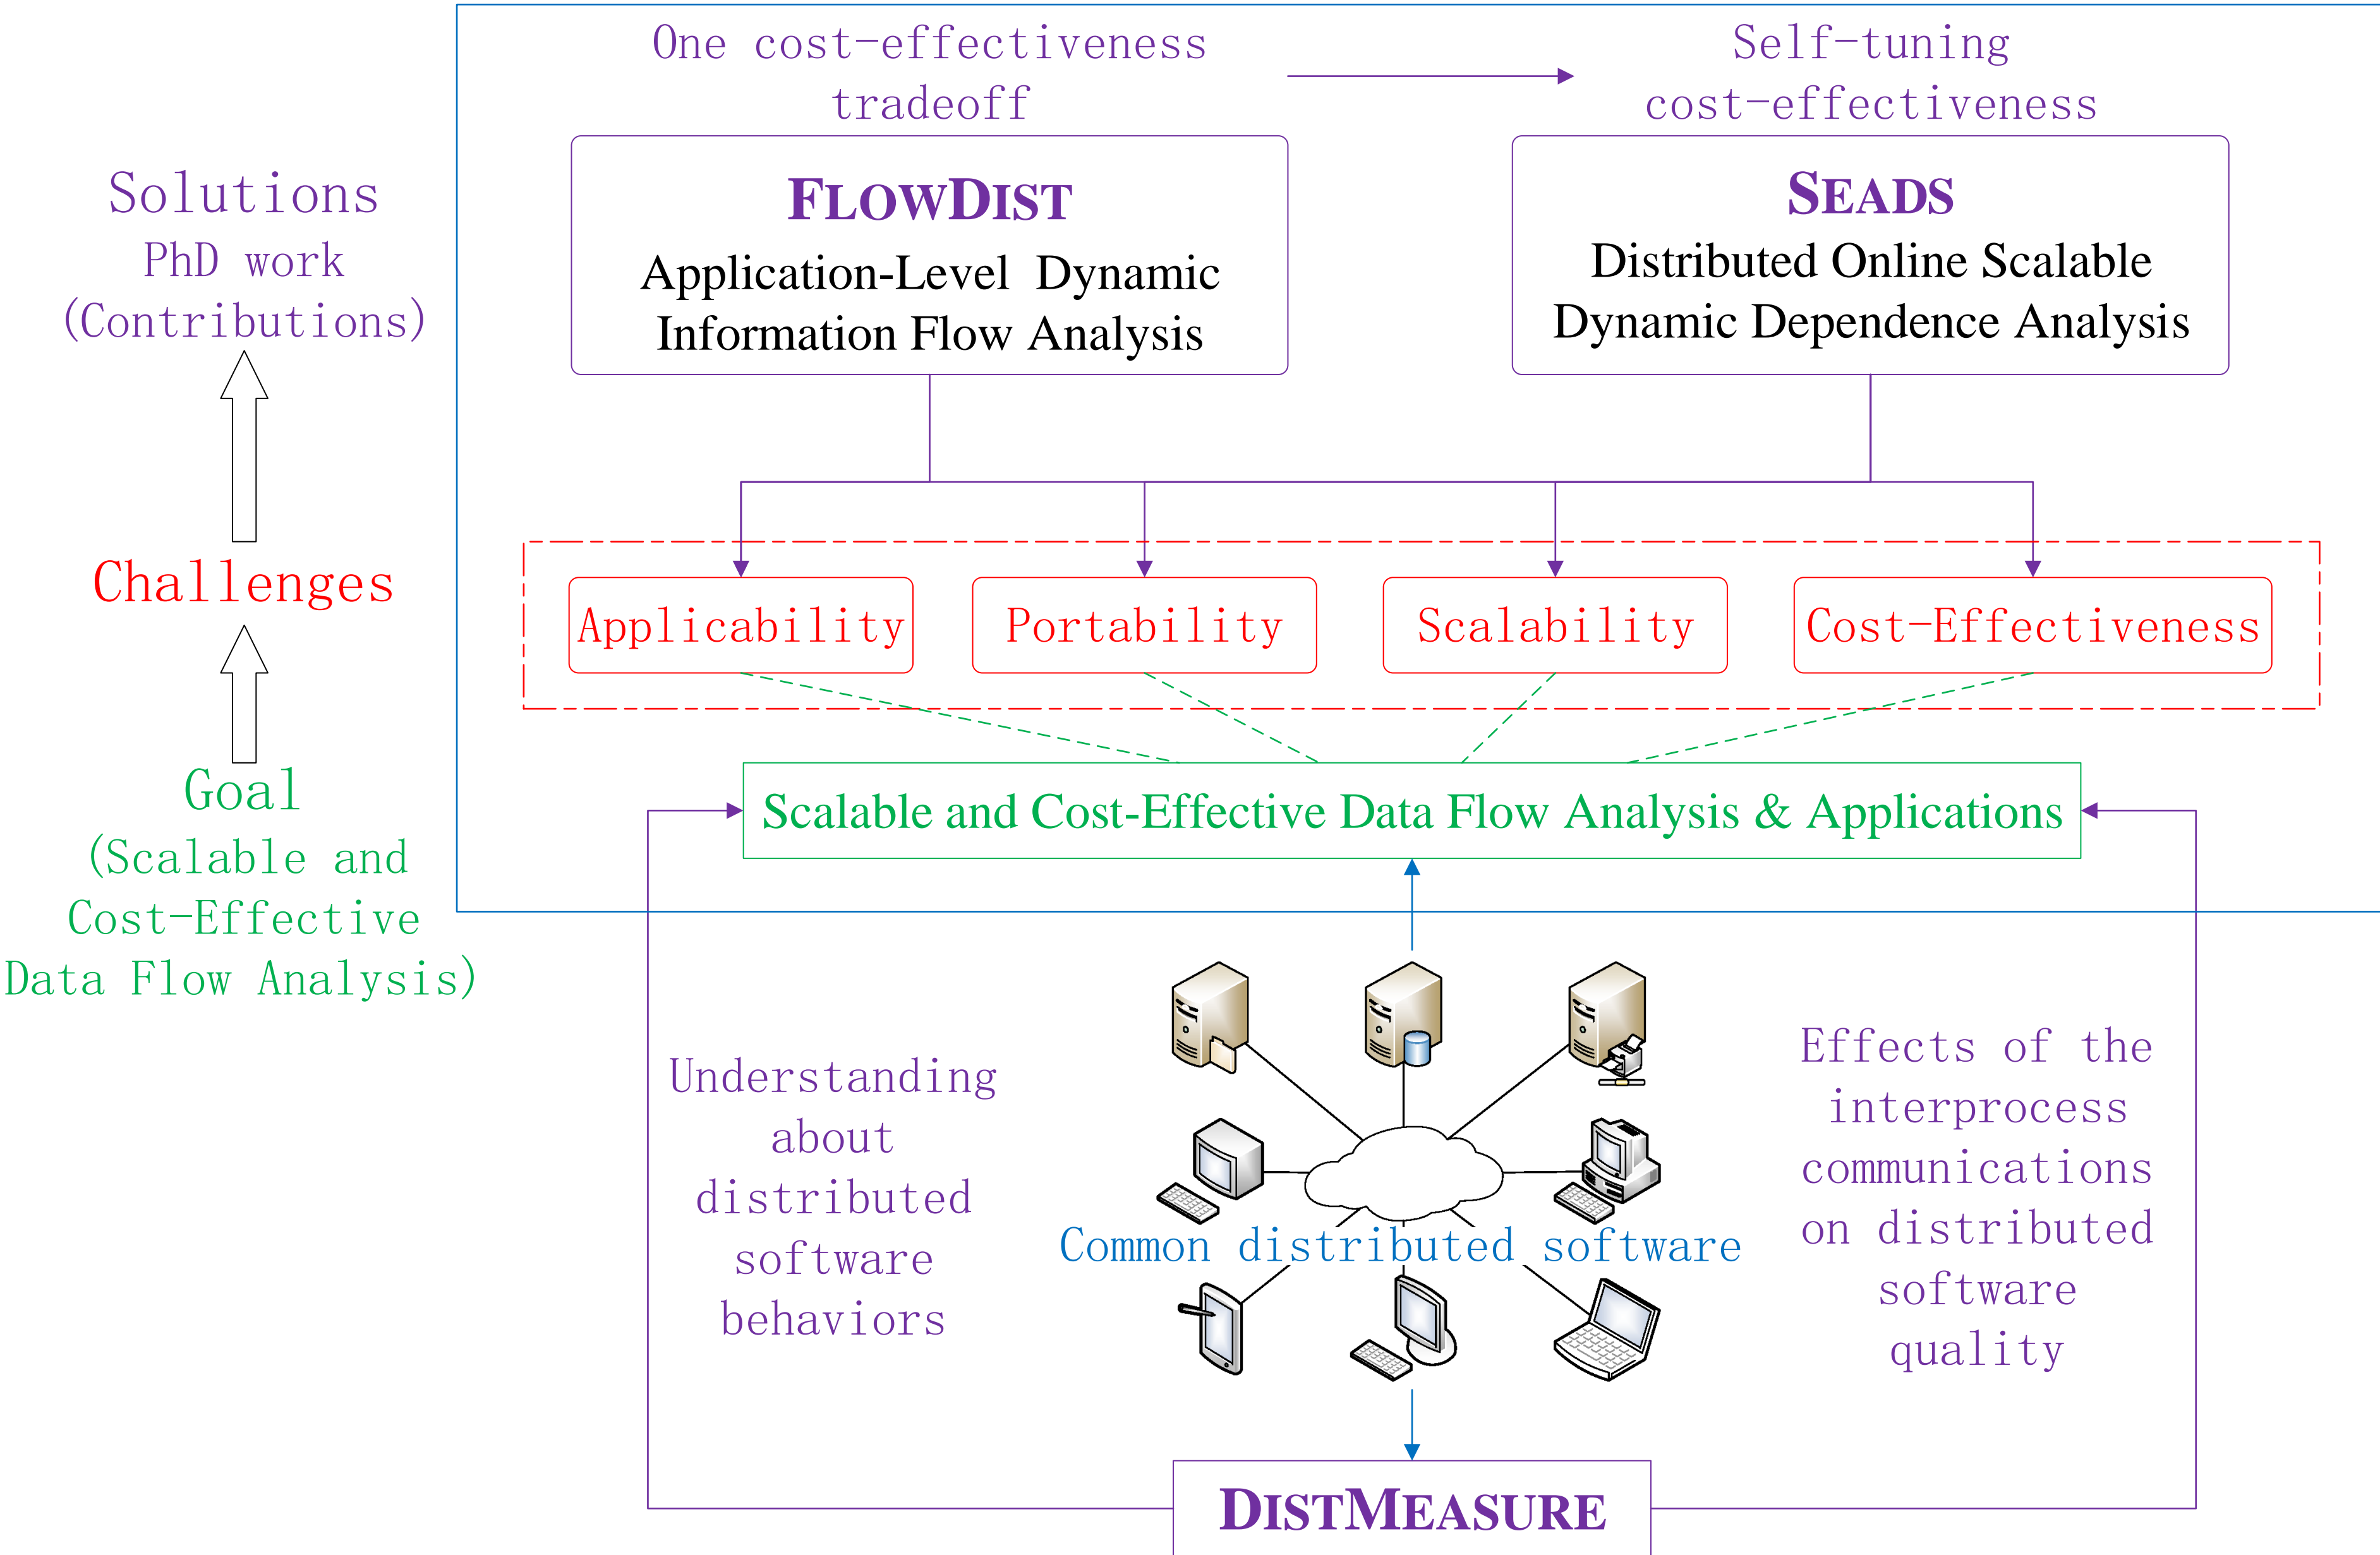 One cost-effectiveness
tradeoff
Self-tuning
cost-effectiveness
Solutions
PhD work
(Contributions)
FLOWDIST
Application-Level Dynamic
Information Flow Analysis
SEADS
Distributed Online Scalable
Dynamic Dependence Analysis
Challenges
Applicability
Portability
Scalability
Cost-Effectiveness
Goal
(Scalable and
Cost-Effective
Data Flow Analysis)
Scalable and Cost-Effective Data Flow Analysis & Applications
Understanding
about
distributed
software
behaviors
Common distributed software
Effects of the
interprocess
communications
on distributed
software
quality
DISTMEASURE